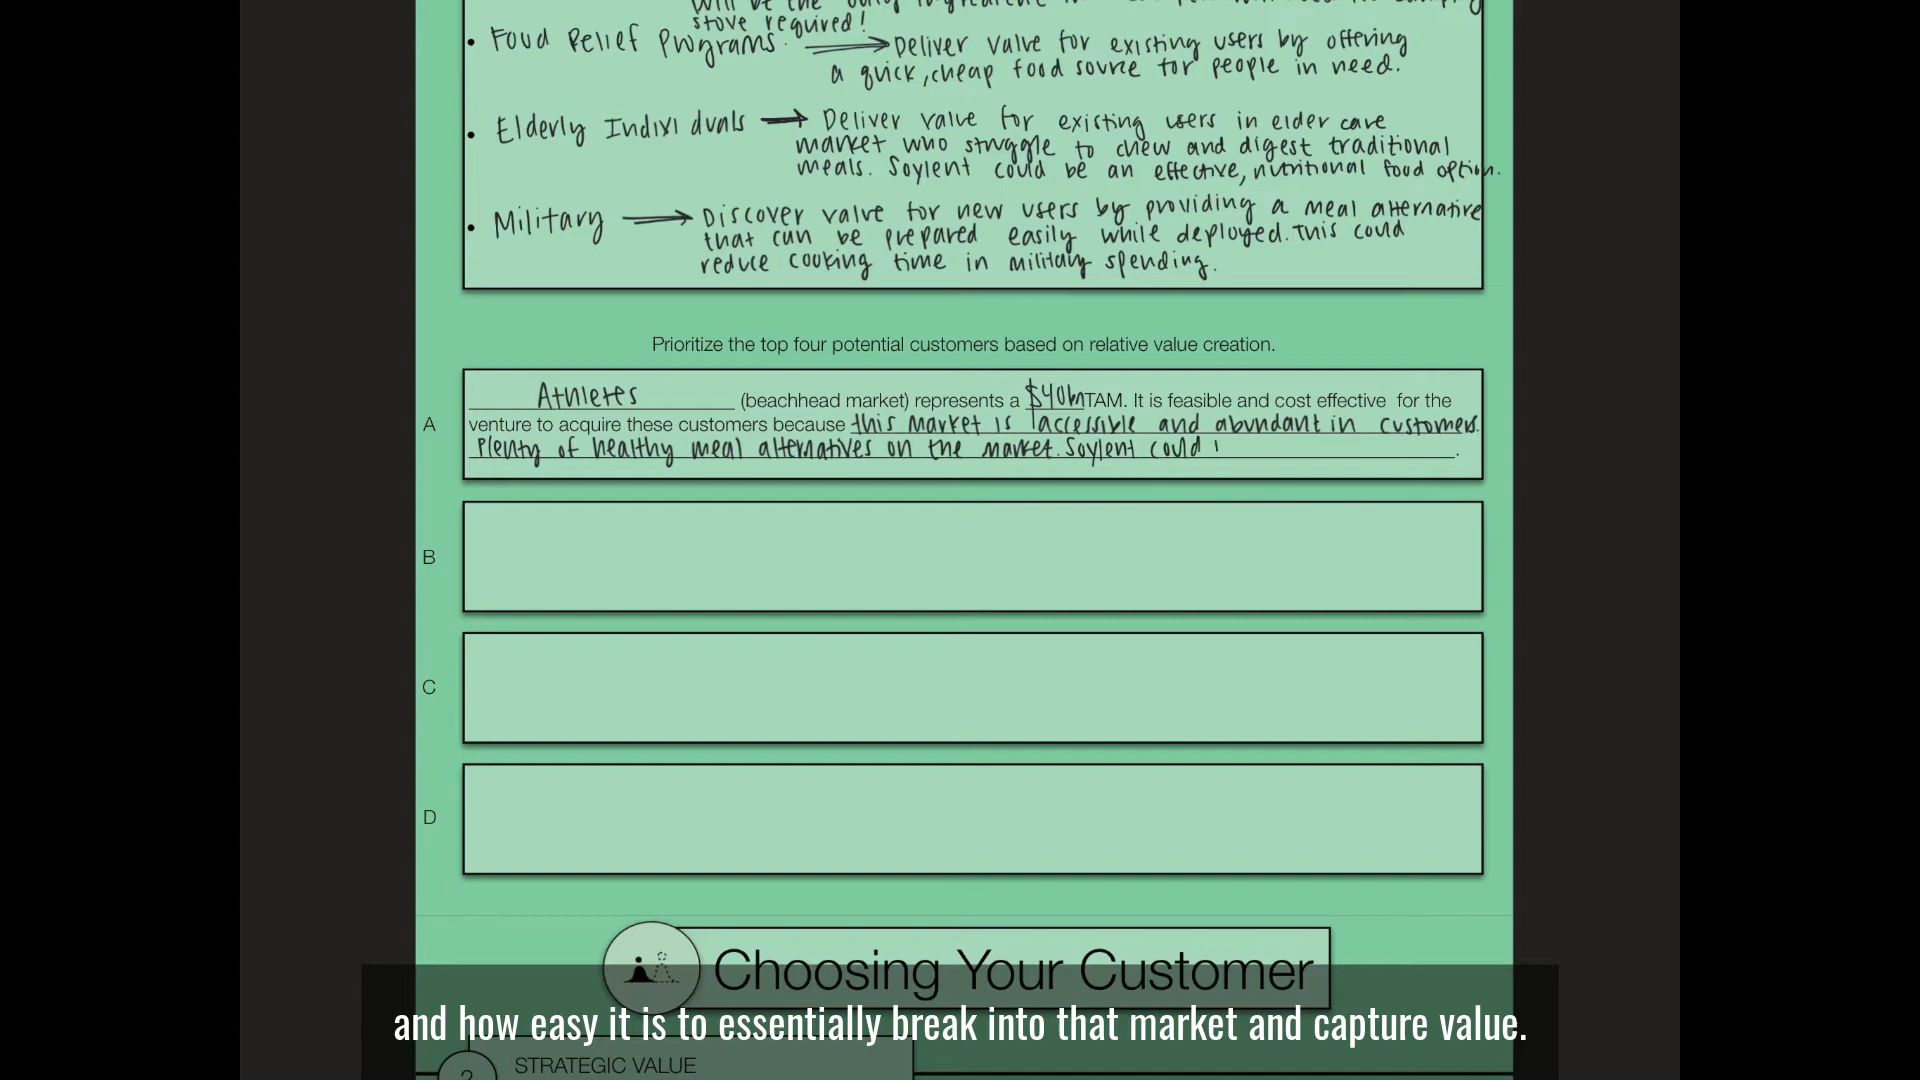 stove required!
• Food Relief Programs. → Deliver value for existing users by offering
a quick, cheap food source for people in need.
• Elderly Individuals → Deliver value for existing users in elder care
market who struggle to chew and digest traditional
meals. Soylent could be an effective, nutritional food option.
• Military → Discover value for new users by providing a meal alternative
that can be prepared easily while deployed. This could
reduce cooking time in military spending.
Prioritize the top four potential customers based on relative value creation.
Athletes (beachhead market) represents a TAM. It is feasible and cost effective for the
A
venture to acquire these customers because this market is accessible and abundant in customers.
Plenty of healthy meal alternatives on the market. Soylent could .
B
C
D
Choosing Your Customer
and how easy it is to essentially break into that market and capture value.
2 STRATEGIC VALUE